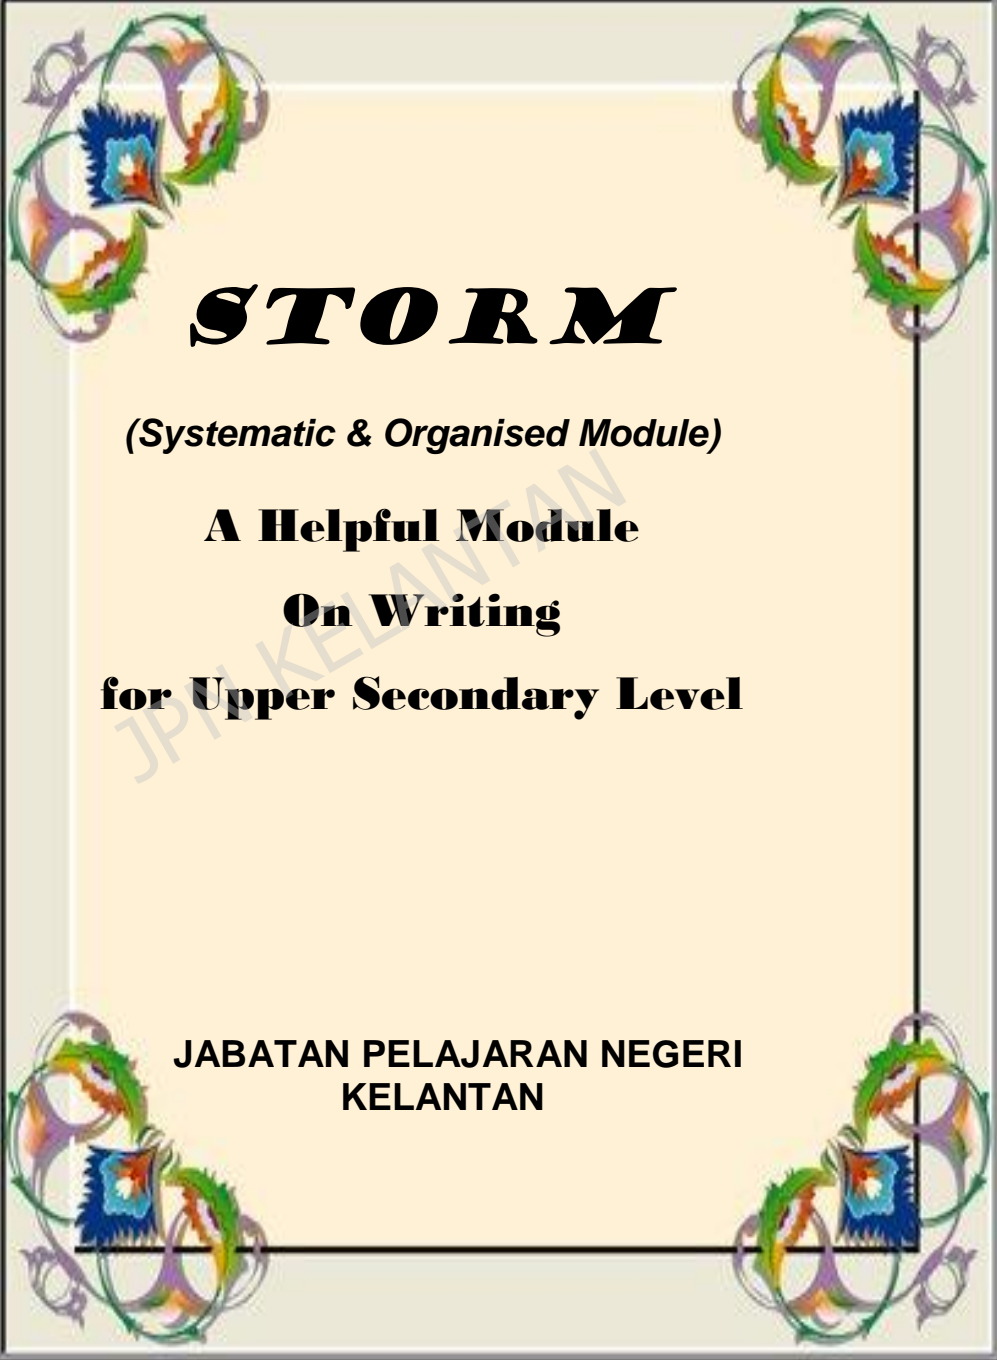 STORM
(Systematic & Organised Module)
A Helpful Module
On Writing
for Upper Secondary Level
JPN KELANTAN
JABATAN PELAJARAN NEGERI
KELANTAN